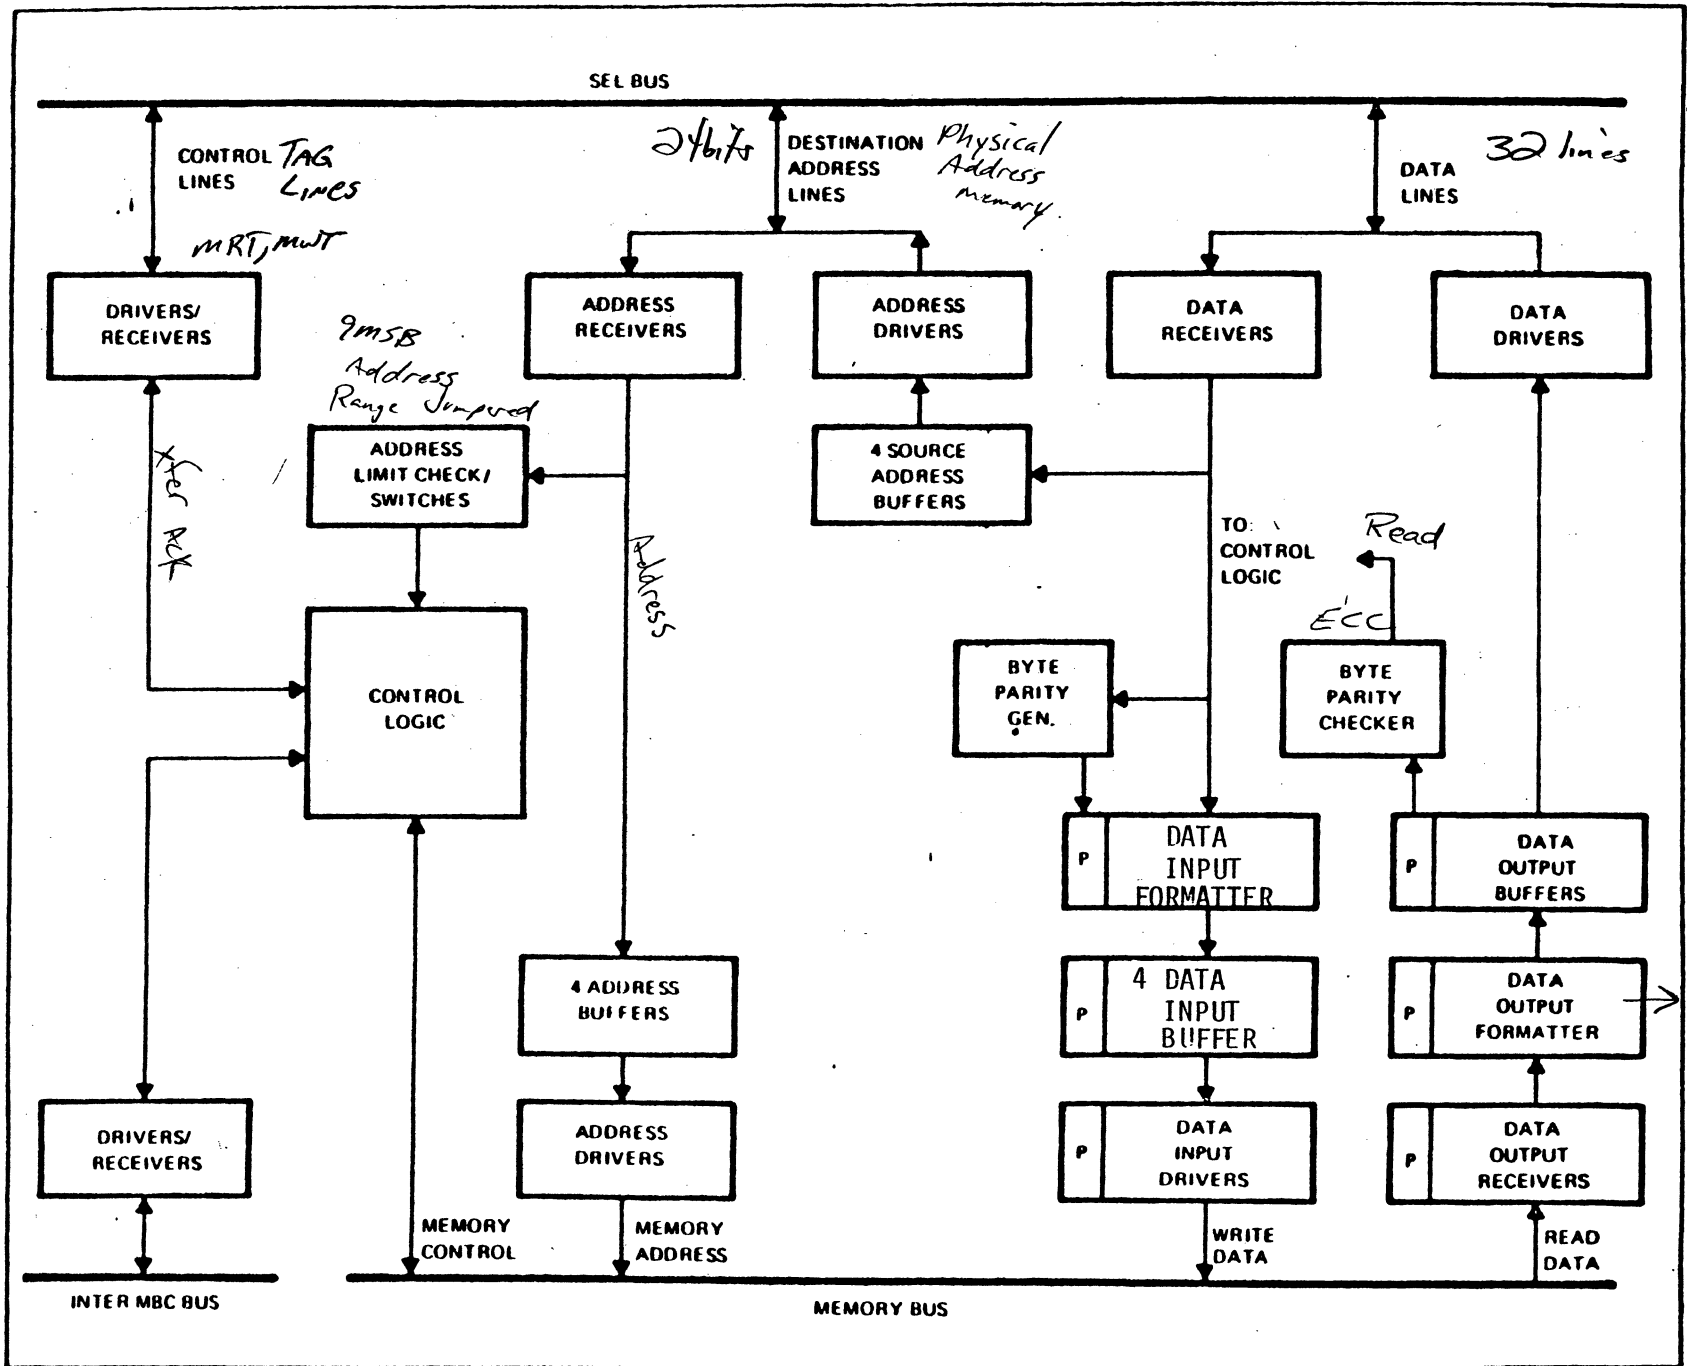 SEL BUS
CONTROL TAG
LINES LINES
MRT, MWT
24bits
DESTINATION
ADDRESS
LINES
Physical
Address
memory.
DATA
LINES
32 lines
DRIVERS/
RECEIVERS
ADDRESS
RECEIVERS
ADDRESS
DRIVERS
DATA
RECEIVERS
DATA
DRIVERS
9MSB
Address
Range Jumpered
ADDRESS
LIMIT CHECK/
SWITCHES
4 SOURCE
ADDRESS
BUFFERS
xfer Ack
Address
TO:
CONTROL
LOGIC
Read
ECC
CONTROL
LOGIC
BYTE
PARITY
GEN.
BYTE
PARITY
CHECKER
P
DATA
INPUT
FORMATTER
P
DATA
OUTPUT
BUFFERS
4 ADDRESS
BUFFERS
P
4 DATA
INPUT
BUFFER
P
DATA
OUTPUT
FORMATTER
DRIVERS/
RECEIVERS
ADDRESS
DRIVERS
P
DATA
INPUT
DRIVERS
P
DATA
OUTPUT
RECEIVERS
MEMORY
CONTROL
MEMORY
ADDRESS
WRITE
DATA
READ
DATA
INTER MBC BUS
MEMORY BUS